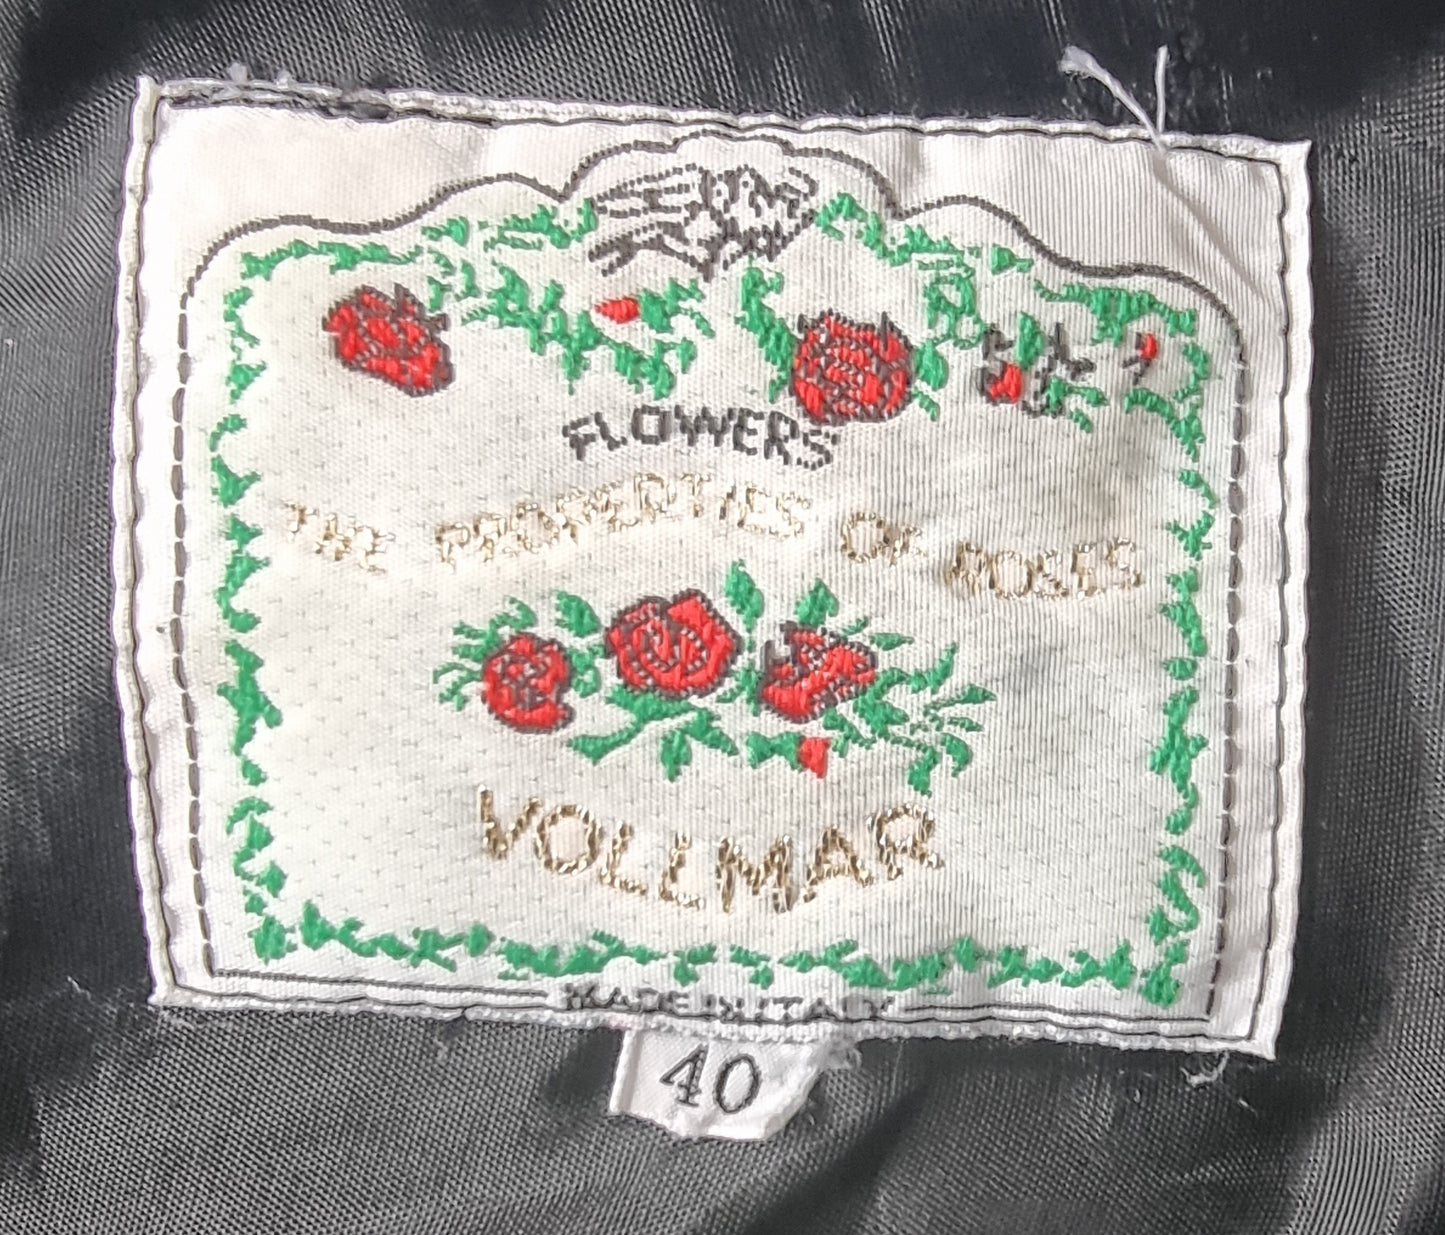 FLOWERS
THE PROPERTIES OF ROSES
VOLLMAR
MADE IN ITALY
40